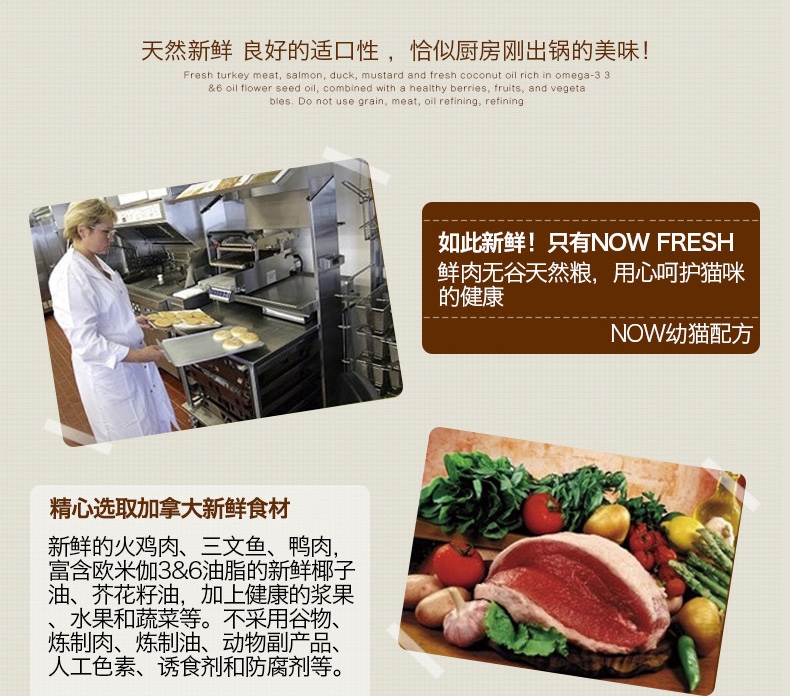 天然新鲜 良好的适口性 ，恰似厨房刚出锅的美味！
Fresh turkey meat, salmon, duck, mustard and fresh coconut oil rich in omega-3 3
&6 oil flower seed oil, combined with a healthy berries, fruits, and vegeta
bles. Do not use grain, meat, oil refining, refining
如此新鲜！只有NOW FRESH
鲜肉无谷天然粮，用心呵护猫咪
的健康
NOW幼猫配方
精心选取加拿大新鲜食材
新鲜的火鸡肉、三文鱼、鸭肉，
富含欧米伽3&6油脂的新鲜椰子
油、芥花籽油，加上健康的浆果
、水果和蔬菜等。不采用谷物、
炼制肉、炼制油、动物副产品、
人工色素、诱食剂和防腐剂等。